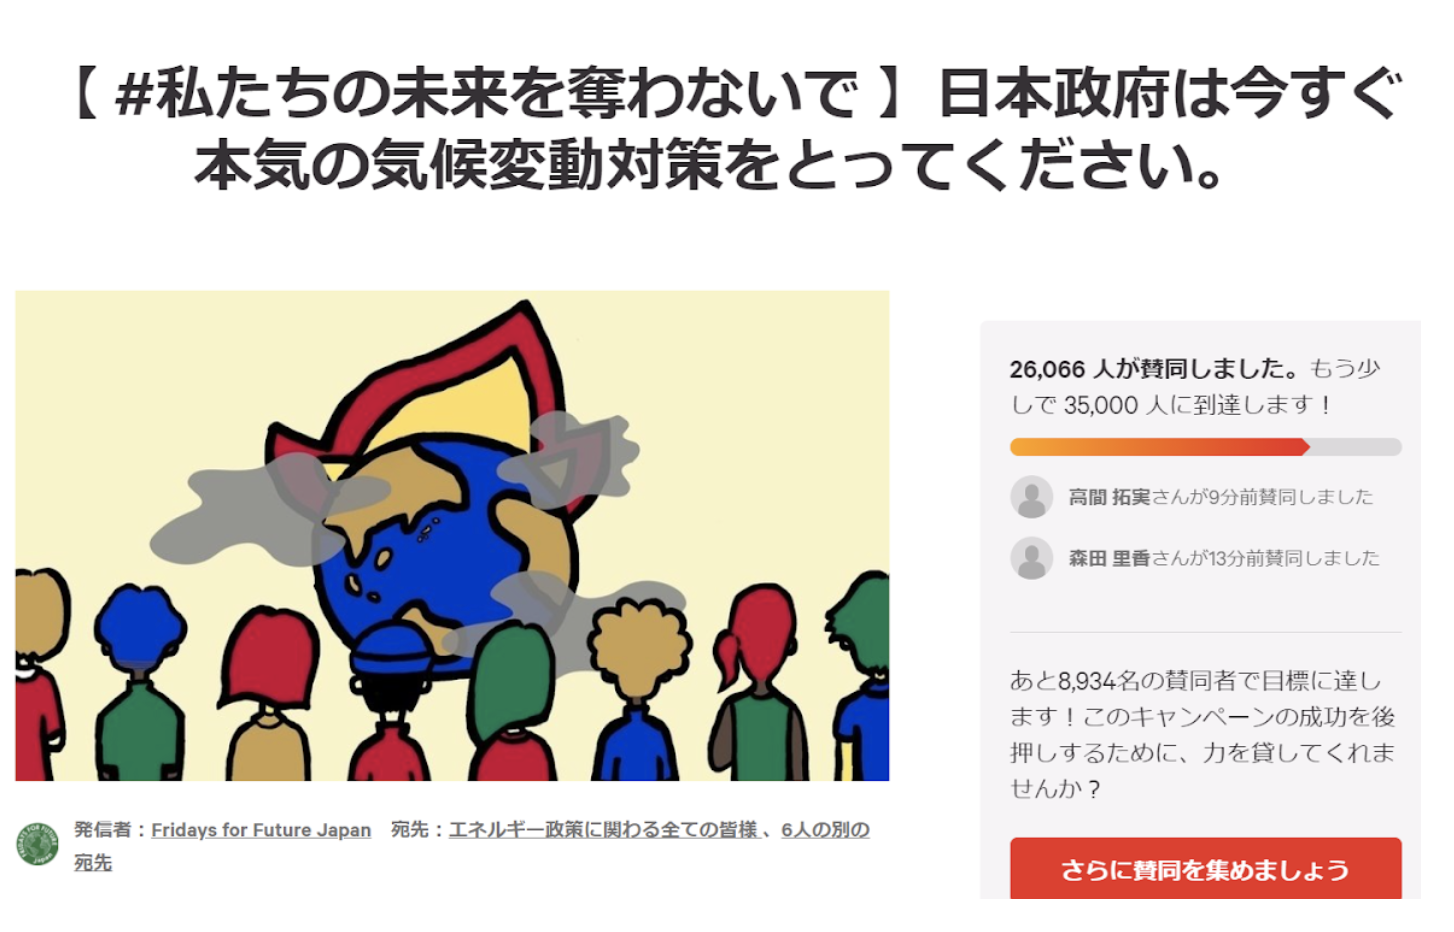 【 #私たちの未来を奪わないで 】日本政府は今すぐ
本気の気候変動対策をとってください。
26,066 人が賛同しました。もう少
しで 35,000 人に到達します！
高間 拓実さんが9分前賛同しました
森田 里香さんが13分前賛同しました
あと8,934名の賛同者で目標に達し
ます！このキャンペーンの成功を後
押しするために、力を貸してくれま
せんか？
さらに賛同を集めましょう
FRIDAYS FOR FUTURE
発信者：Fridays for Future Japan 宛先：エネルギー政策に関わる全ての皆様 、6人の別の
宛先